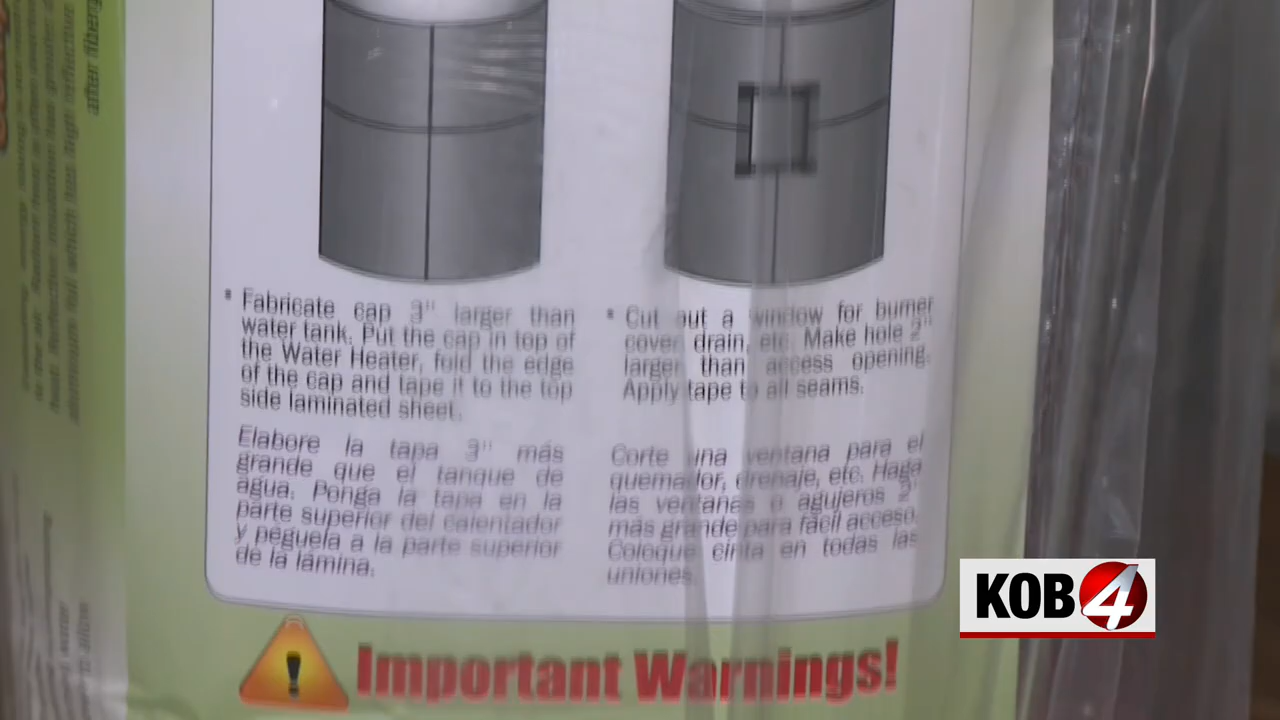 Fabricate cap 3" larger than
water tank. Put the cap in top of
the Water Heater, fold the edge
of the cap and tape it to the top
side laminated sheet.
Elabore la tapa 3" más
grande que el tanque de
agua. Ponga la tapa en la
parte superior del calentador
y péguela a la parte superior
de la lámina.
Cut out a window for burner
cover, drain, etc. Make hole 2"
larger than access opening.
Apply tape to all seams.
Corte una ventana para el
quemador, drenaje, etc. Haga
las ventanas o agujeros 2"
más grande para fácil acceso.
Coloque cinta en todas las
uniones.
Important Warnings!
KOB 4